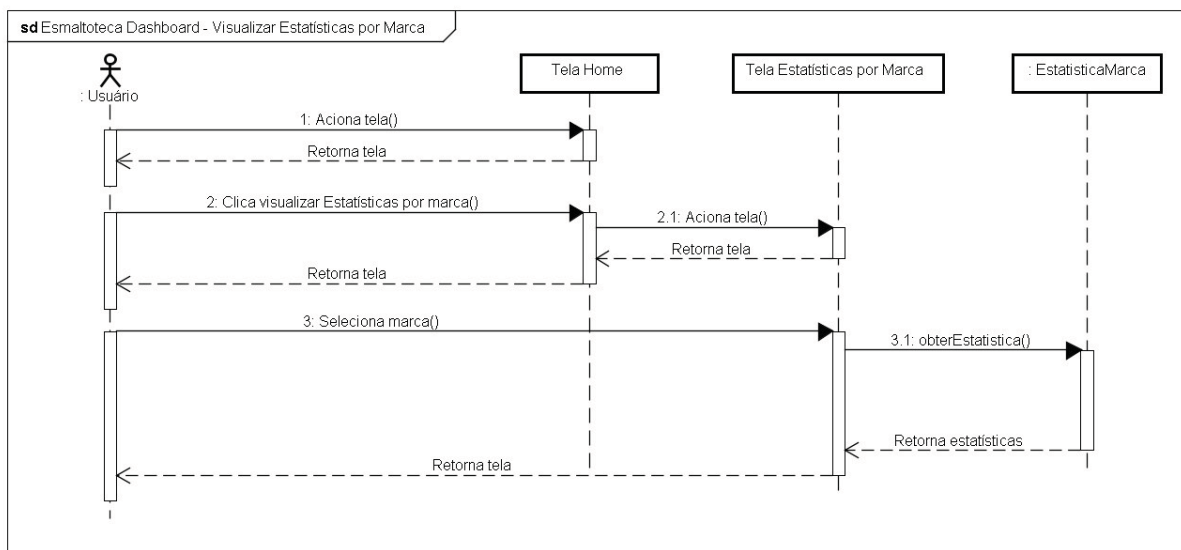 sd Esmaltoteca Dashboard - Visualizar Estatísticas por Marca
: Usuário
Tela Home
Tela Estatísticas por Marca
: EstatisticaMarca
1: Aciona tela()
Retorna tela
2: Clica visualizar Estatísticas por marca()
2.1: Aciona tela()
Retorna tela
Retorna tela
3: Seleciona marca()
3.1: obterEstatistica()
Retorna estatísticas
Retorna tela